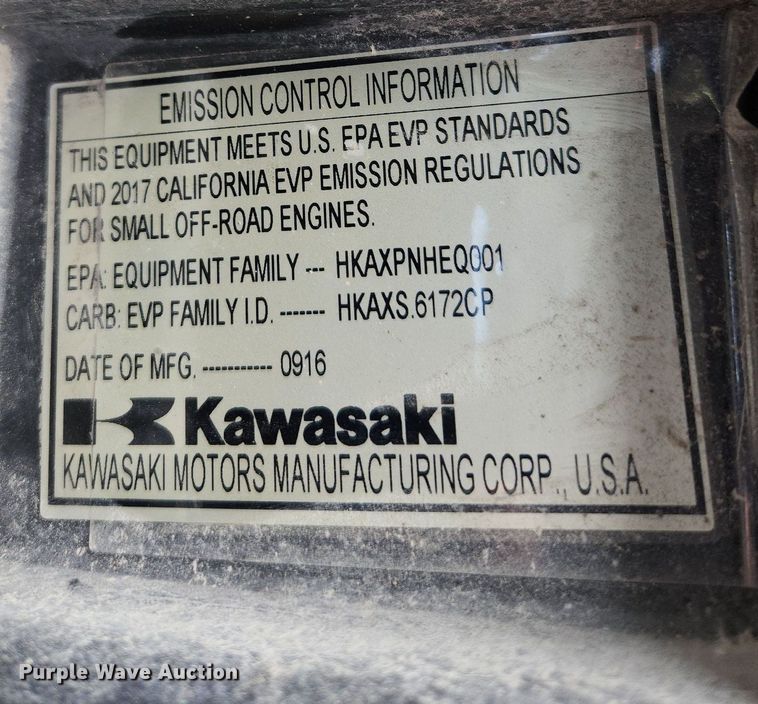 EMISSION CONTROL INFORMATION
THIS EQUIPMENT MEETS U.S. EPA EVP STANDARDS
AND 2017 CALIFORNIA EVP EMISSION REGULATIONS
FOR SMALL OFF-ROAD ENGINES.
EPA: EQUIPMENT FAMILY --- HKAXPNHEQ001
CARB: EVP FAMILY I.D. ------- HKAXS.6172CP
DATE OF MFG. ----------- 0916
Kawasaki
KAWASAKI MOTORS MANUFACTURING CORP., U.S.A.
Purple Wave Auction